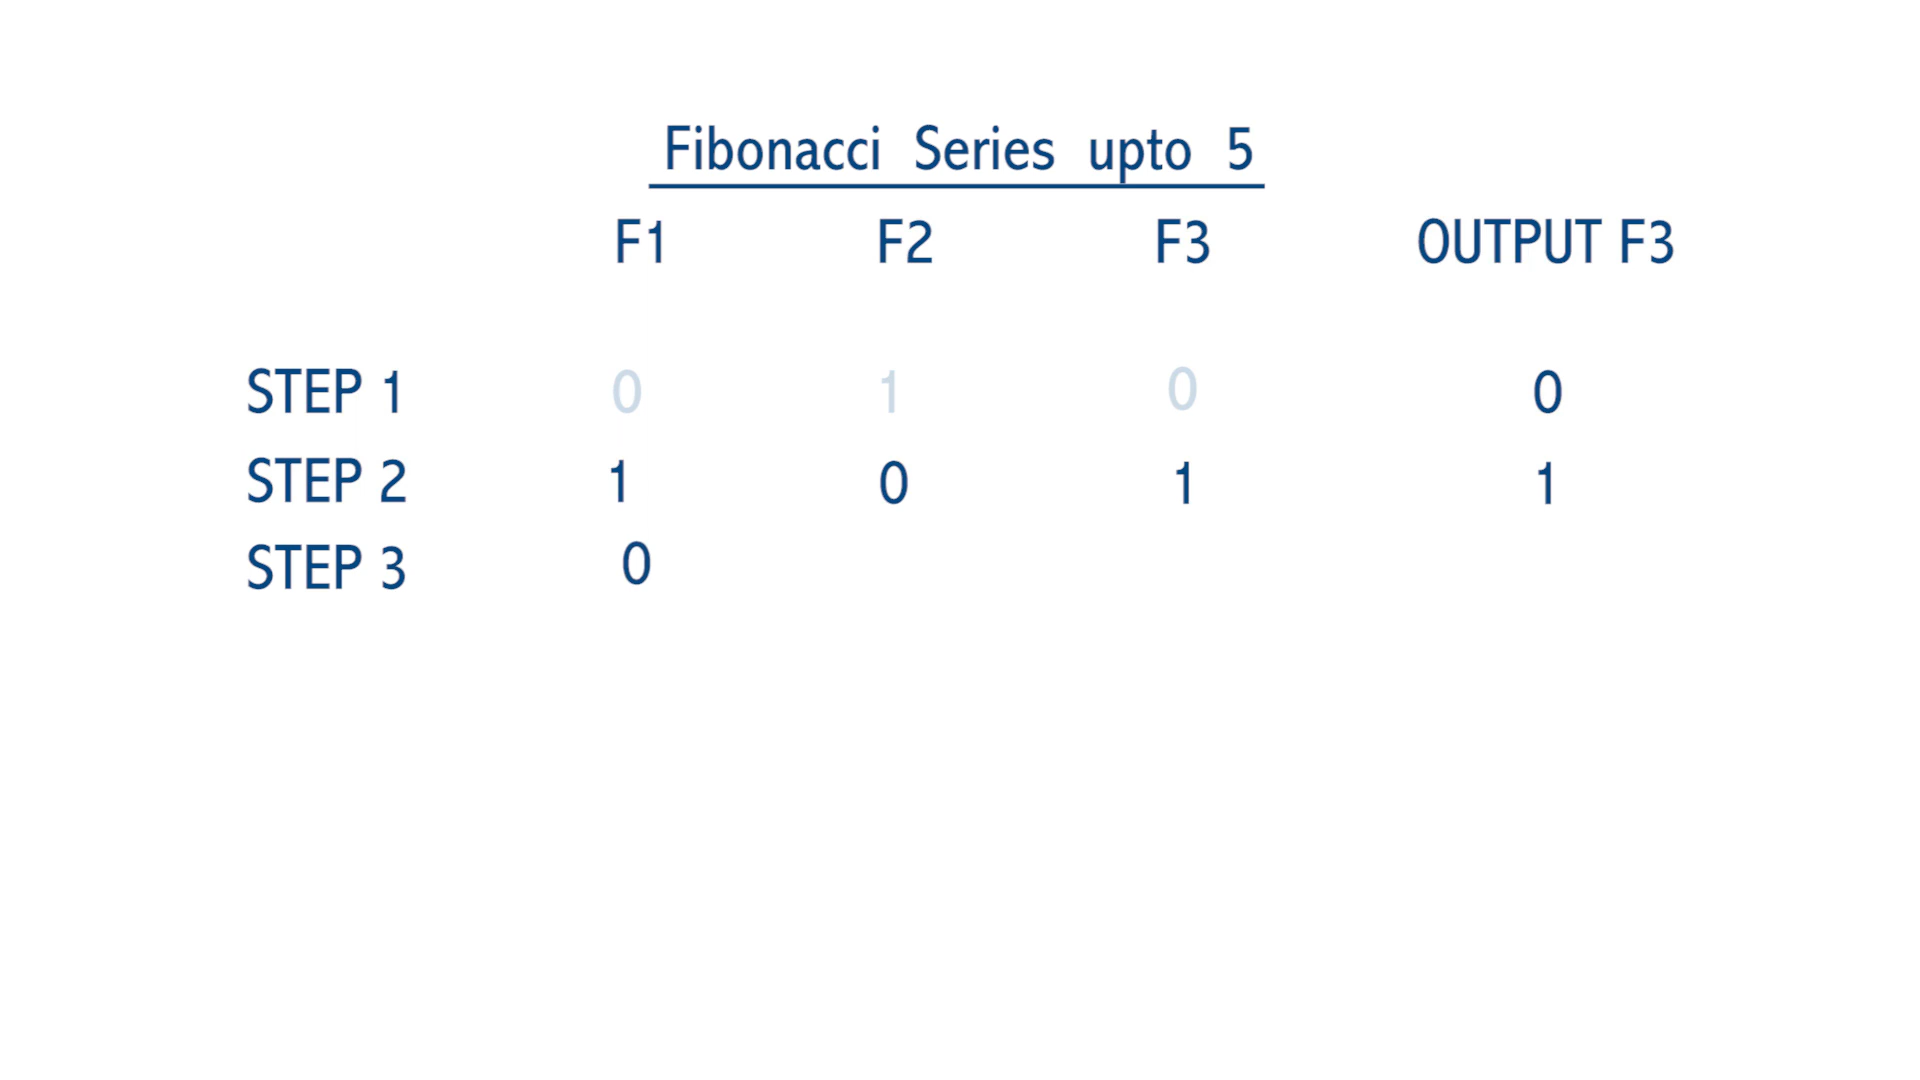 Fibonacci Series upto 5
F1 F2 F3 OUTPUT F3
STEP 1 0 1 0 0
STEP 2 1 0 1 1
STEP 3 0